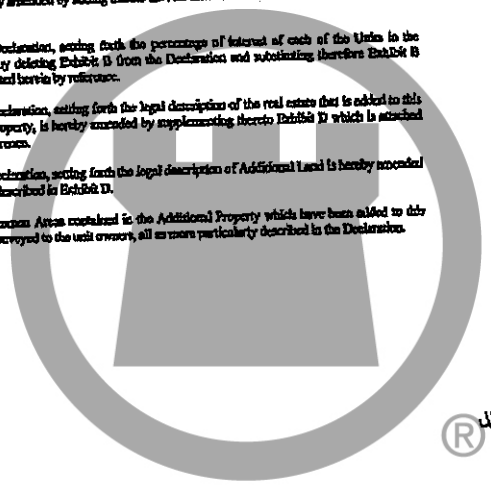 Declaration, setting forth the percentage of interest of each of the Units in the
by deleting Exhibit B from the Declaration and substituting therefore Exhibit B
herein by reference.
Declaration, setting forth the legal description of the real estate that is added to this
Property, is hereby amended by supplementing thereto Exhibit D which is attached
Declaration, setting forth the legal description of Additional Land is hereby amended
described in Exhibit D.
Areas contained in the Additional Property which have been added to this
conveyed to the unit owners, all as more particularly described in the Declaration.
®